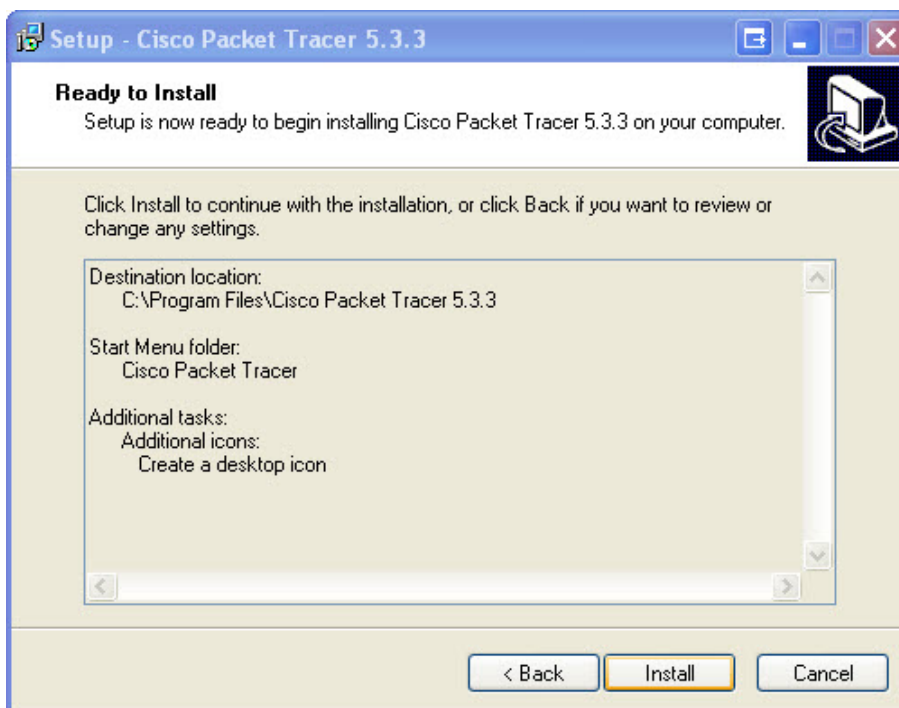 Setup - Cisco Packet Tracer 5.3.3
Ready to Install
Setup is now ready to begin installing Cisco Packet Tracer 5.3.3 on your computer.
Click Install to continue with the installation, or click Back if you want to review or
change any settings.
Destination location:
C:\Program Files\Cisco Packet Tracer 5.3.3
Start Menu folder:
Cisco Packet Tracer
Additional tasks:
Additional icons:
Create a desktop icon
< Back
Install
Cancel